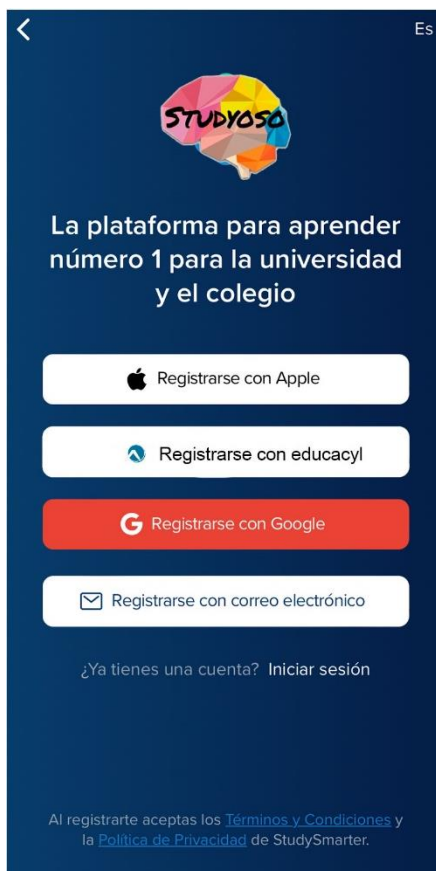 Es
STUDYOSO
La plataforma para aprender
número 1 para la universidad
y el colegio
Registrarse con Apple
Registrarse con educacyl
Registrarse con Google
Registrarse con correo electrónico
¿Ya tienes una cuenta? Iniciar sesión
Al registrarte aceptas los Términos y Condiciones y
la Política de Privacidad de StudySmarter.